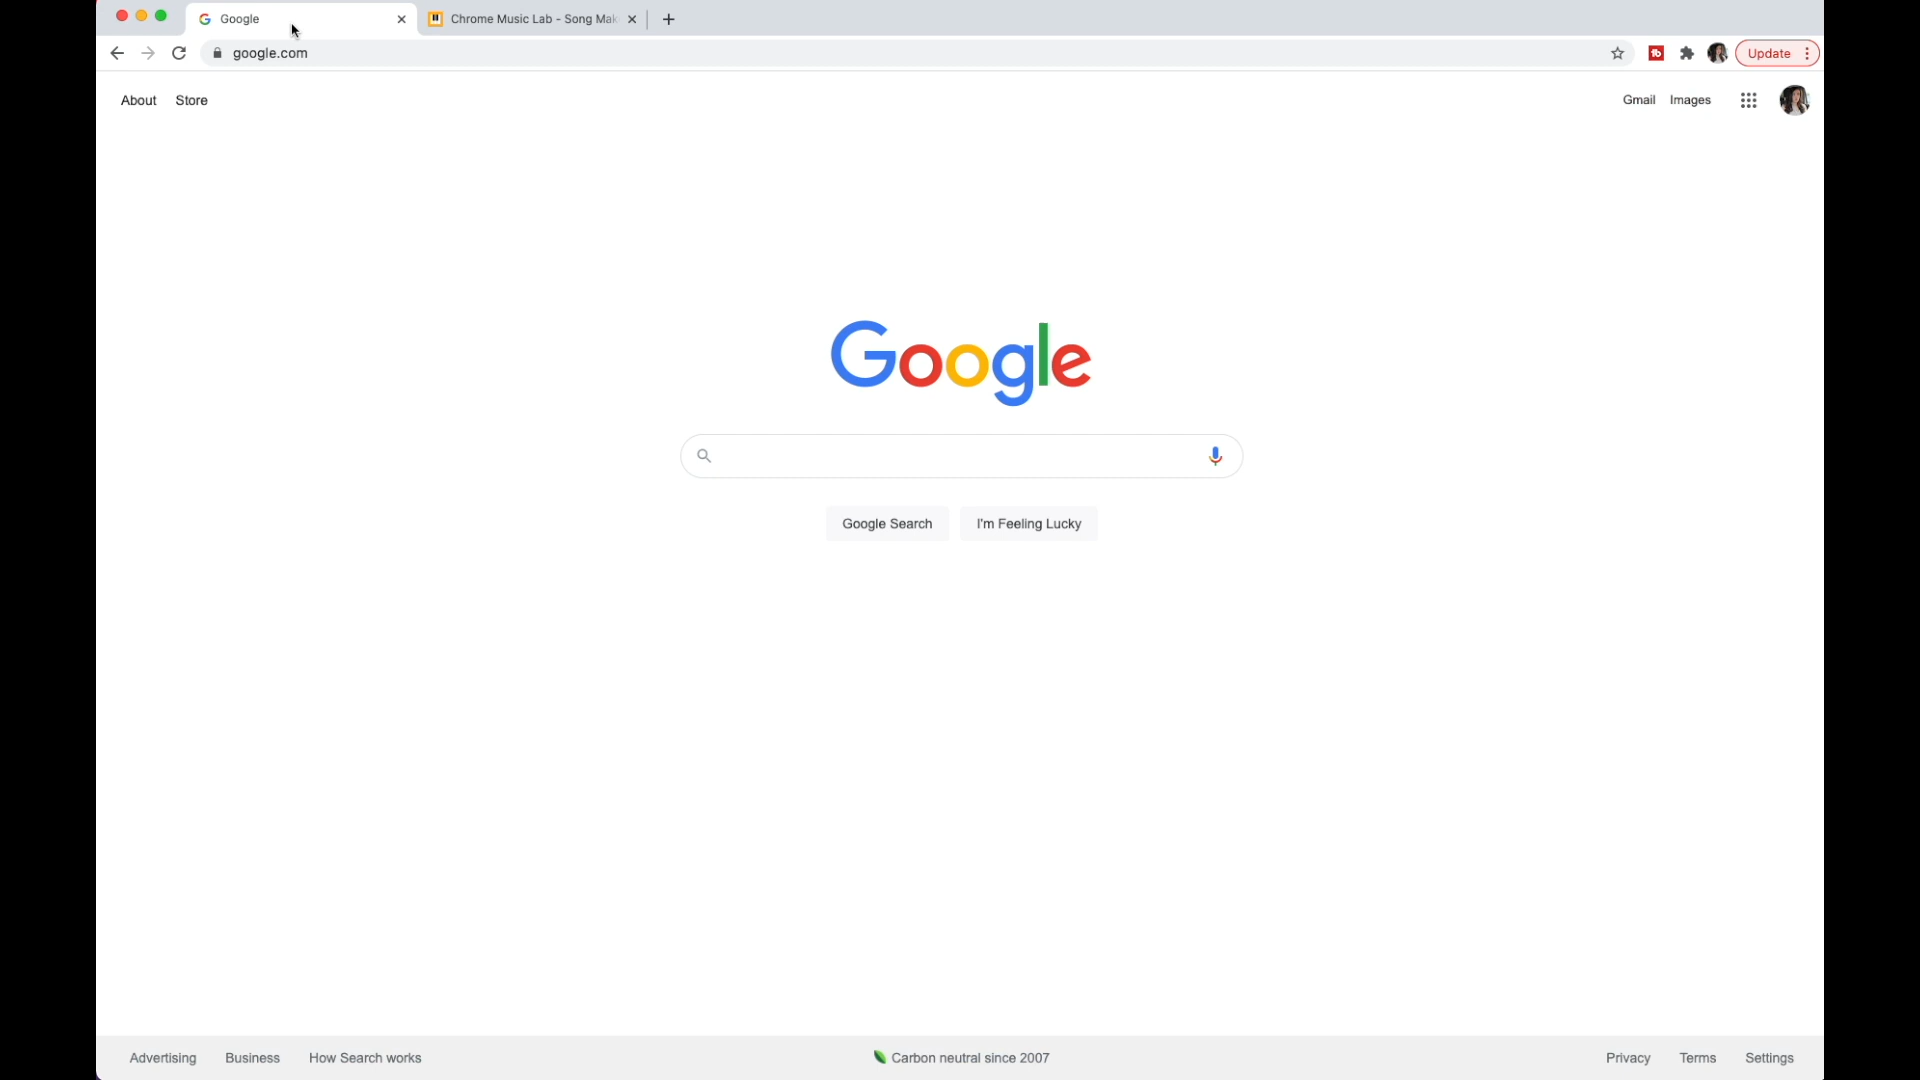 Google
Chrome Music Lab - Song Mak
google.com
Update
About Store
Gmail Images
Google
Google Search
I'm Feeling Lucky
Advertising Business How Search works
Carbon neutral since 2007
Privacy Terms Settings